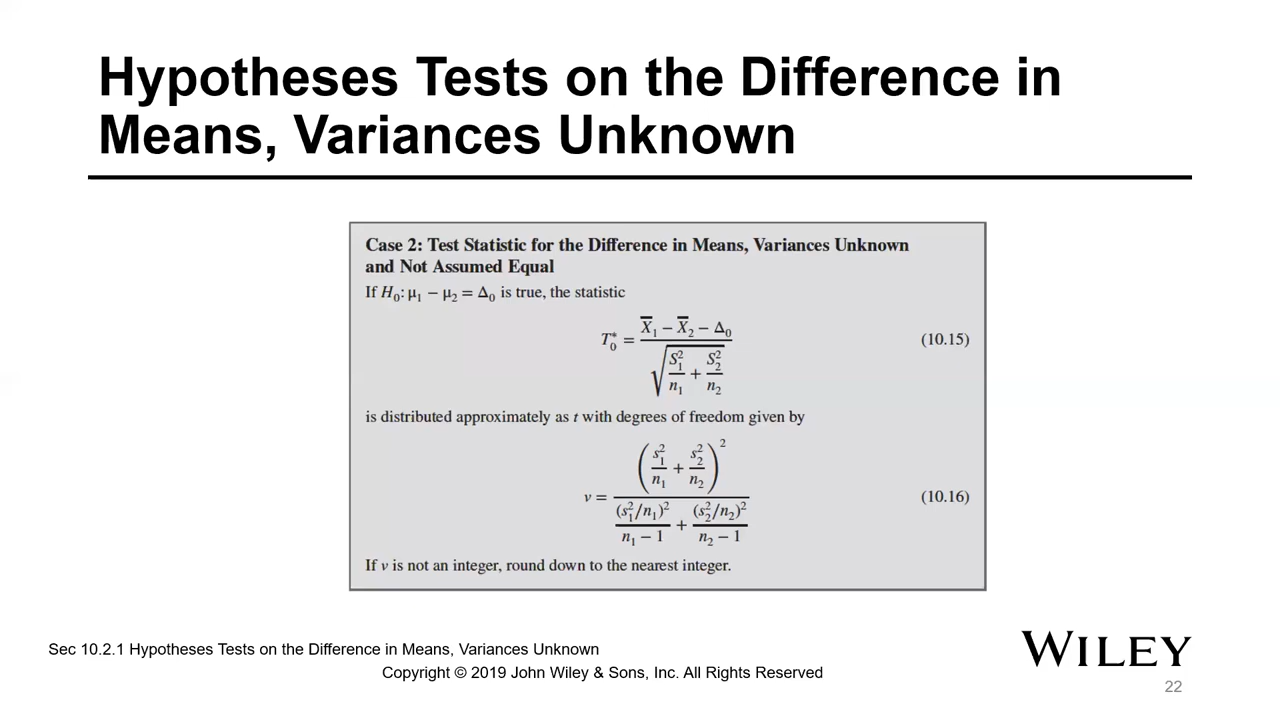 Hypotheses Tests on the Difference in
Means, Variances Unknown
Case 2: Test Statistic for the Difference in Means, Variances Unknown
and Not Assumed Equal
If H₀: μ₁ − μ₂ = Δ₀ is true, the statistic
T₀* = (X̅₁ − X̅₂ − Δ₀) / √(S₁²/n₁ + S₂²/n₂) (10.15)
is distributed approximately as t with degrees of freedom given by
v = (s₁²/n₁ + s₂²/n₂)² / ((s₁²/n₁)²/(n₁ − 1) + (s₂²/n₂)²/(n₂ − 1)) (10.16)
If v is not an integer, round down to the nearest integer.
Sec 10.2.1 Hypotheses Tests on the Difference in Means, Variances Unknown
Copyright © 2019 John Wiley & Sons, Inc. All Rights Reserved
WILEY
22